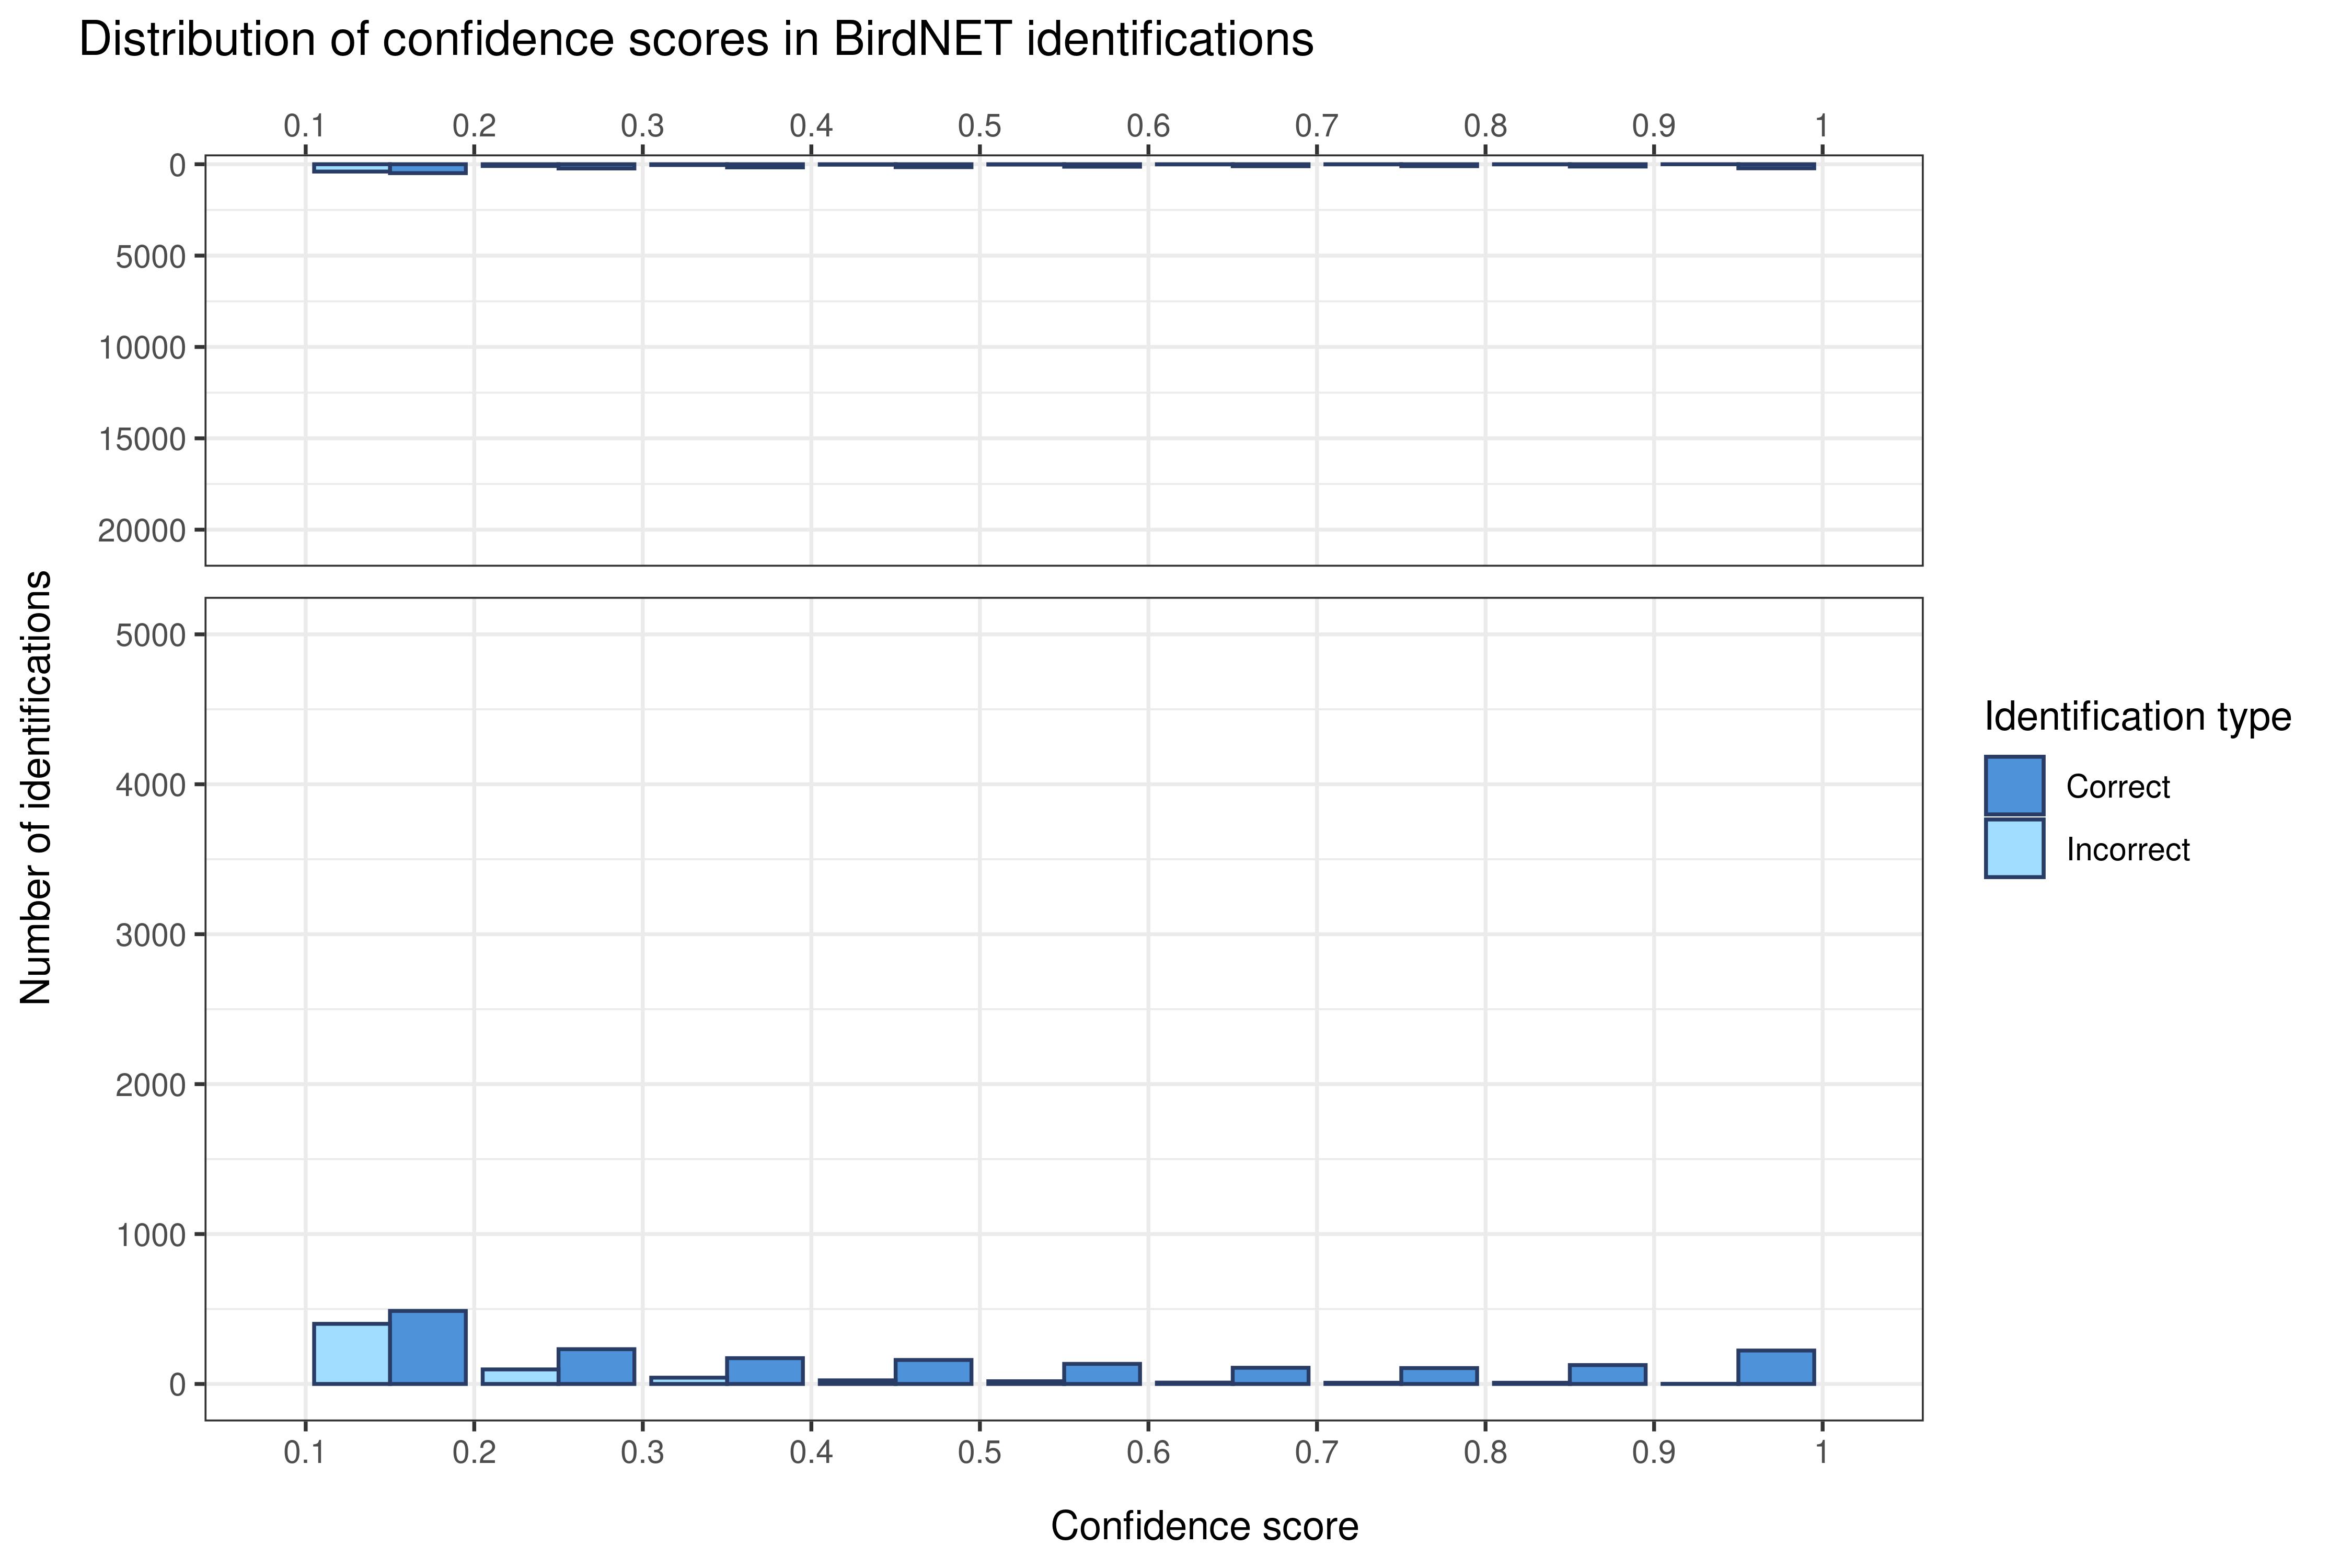 Distribution of confidence scores in BirdNET identifications
0.1 0.2 0.3 0.4 0.5 0.6 0.7 0.8 0.9 1
0
5000
10000
15000
20000
Number of identifications
5000
4000
3000
2000
1000
0
Identification type
Correct
Incorrect
0.1 0.2 0.3 0.4 0.5 0.6 0.7 0.8 0.9 1
Confidence score